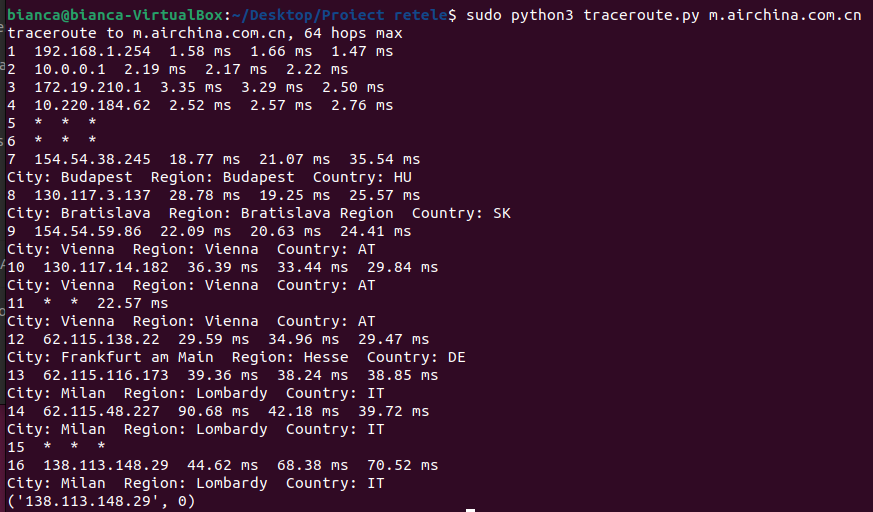 bianca@bianca-VirtualBox:~/Desktop/Proiect retele$ sudo python3 traceroute.py m.airchina.com.cn
traceroute to m.airchina.com.cn, 64 hops max
1  192.168.1.254  1.58 ms  1.66 ms  1.47 ms
2  10.0.0.1  2.19 ms  2.17 ms  2.22 ms
3  172.19.210.1  3.35 ms  3.29 ms  2.50 ms
4  10.220.184.62  2.52 ms  2.57 ms  2.76 ms
5  *  *  *
6  *  *  *
7  154.54.38.245  18.77 ms  21.07 ms  35.54 ms
City: Budapest  Region: Budapest  Country: HU
8  130.117.3.137  28.78 ms  19.25 ms  25.57 ms
City: Bratislava  Region: Bratislava Region  Country: SK
9  154.54.59.86  22.09 ms  20.63 ms  24.41 ms
City: Vienna  Region: Vienna  Country: AT
10  130.117.14.182  36.39 ms  33.44 ms  29.84 ms
City: Vienna  Region: Vienna  Country: AT
11  *  *  22.57 ms
City: Vienna  Region: Vienna  Country: AT
12  62.115.138.22  29.59 ms  34.96 ms  29.47 ms
City: Frankfurt am Main  Region: Hesse  Country: DE
13  62.115.116.173  39.36 ms  38.24 ms  38.85 ms
City: Milan  Region: Lombardy  Country: IT
14  62.115.48.227  90.68 ms  42.18 ms  39.72 ms
City: Milan  Region: Lombardy  Country: IT
15  *  *  *
16  138.113.148.29  44.62 ms  68.38 ms  70.52 ms
City: Milan  Region: Lombardy  Country: IT
('138.113.148.29', 0)